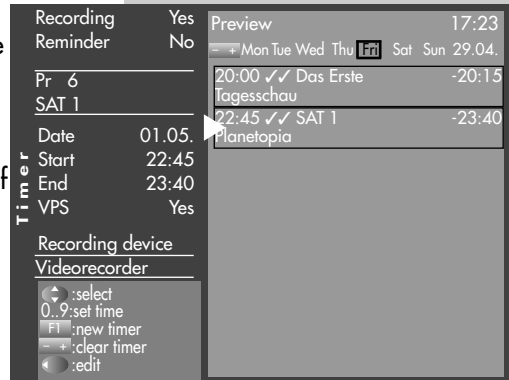 Recording Yes
Reminder No
Pr 6
SAT 1
Date 01.05.
Start 22:45
End 23:40
VPS Yes
Timer
Recording device
Videorecorder
:select
0..9:set time
F1 :new timer
- + :clear timer
:edit
Preview 17:23
- + Mon Tue Wed Thu Fri Sat Sun 29.04.
20:00 ✓✓ Das Erste -20:15
Tagesschau
22:45 ✓✓ SAT 1 -23:40
Planetopia
e
f